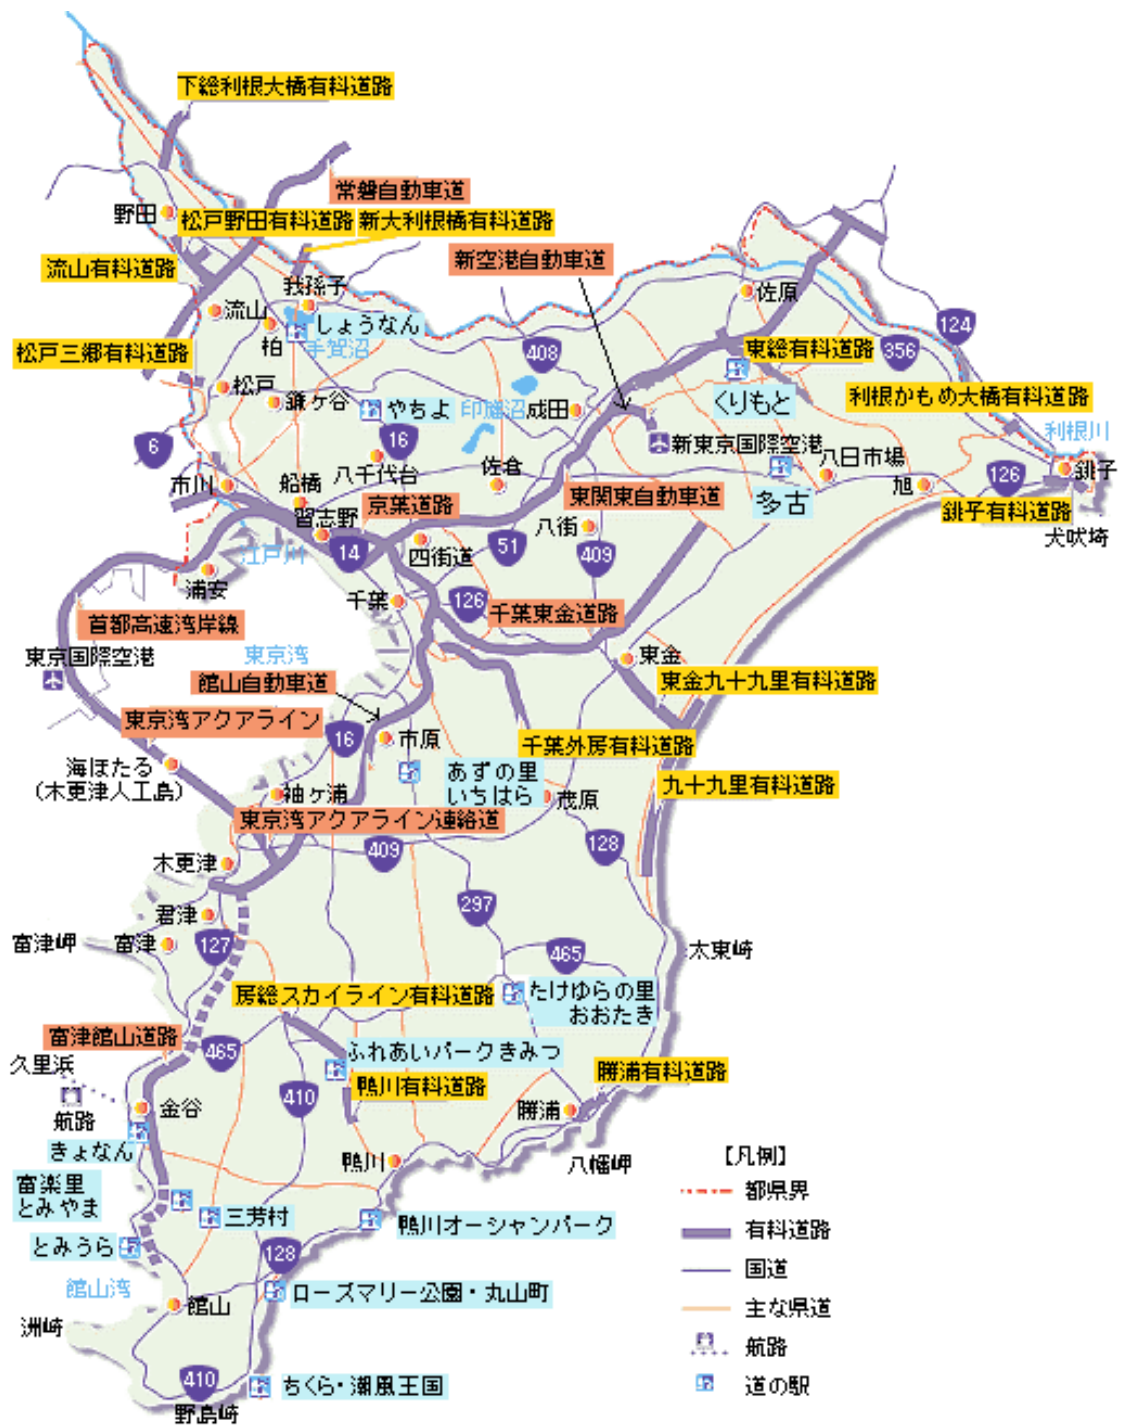 下総利根大橋有料道路
常磐自動車道
野田
松戸野田有料道路
新大利根橋有料道路
流山有料道路
新空港自動車道
我孫子
佐原
流山
しょうなん
柏
手賀沼
124
松戸三郷有料道路
408
東総有料道路
356
松戸
鎌ヶ谷
やちよ
印旛沼
成田
くりもと
利根かもめ大橋有料道路
利根川
6
16
新東京国際空港
八千代台
佐倉
八日市場
銚子
市川
船橋
京葉道路
東関東自動車道
多古
旭
126
銚子有料道路
犬吠埼
習志野
八街
14
四街道
51
409
江戸川
浦安
千葉
126
千葉東金道路
首都高速湾岸線
東京国際空港
東京湾
東金
館山自動車道
東金九十九里有料道路
東京湾アクアライン
16
市原
千葉外房有料道路
海ほたる
(木更津人工島)
あずの里
いちはら
九十九里有料道路
袖ヶ浦
茂原
東京湾アクアライン連絡道
409
128
木更津
君津
297
富津岬
富津
127
465
太東崎
房総スカイライン有料道路
たけゆらの里
おおたき
富津館山道路
465
ふれあいパークきみつ
久里浜
航路
金谷
410
鴨川有料道路
勝浦有料道路
勝浦
きょなん
鴨川
八幡岬
富楽里
とみやま
三芳村
鴨川オーシャンパーク
とみうら
128
館山湾
ローズマリー公園・丸山町
館山
洲崎
410
ちくら・潮風王国
野島崎
【凡例】
都県界
有料道路
国道
主な県道
航路
道の駅